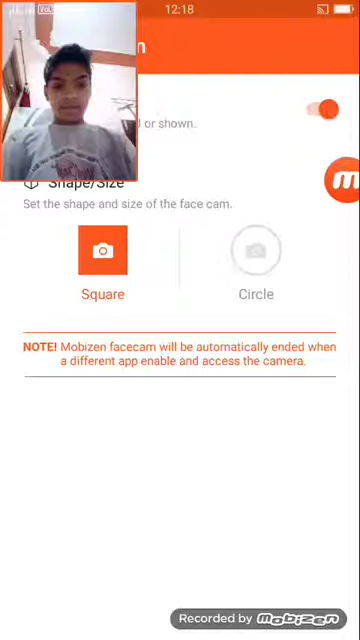 12:18
n
d or shown.
Shape/Size
Set the shape and size of the face cam.
Square
Circle
NOTE! Mobizen facecam will be automatically ended when
a different app enable and access the camera.
Recorded by mobizen